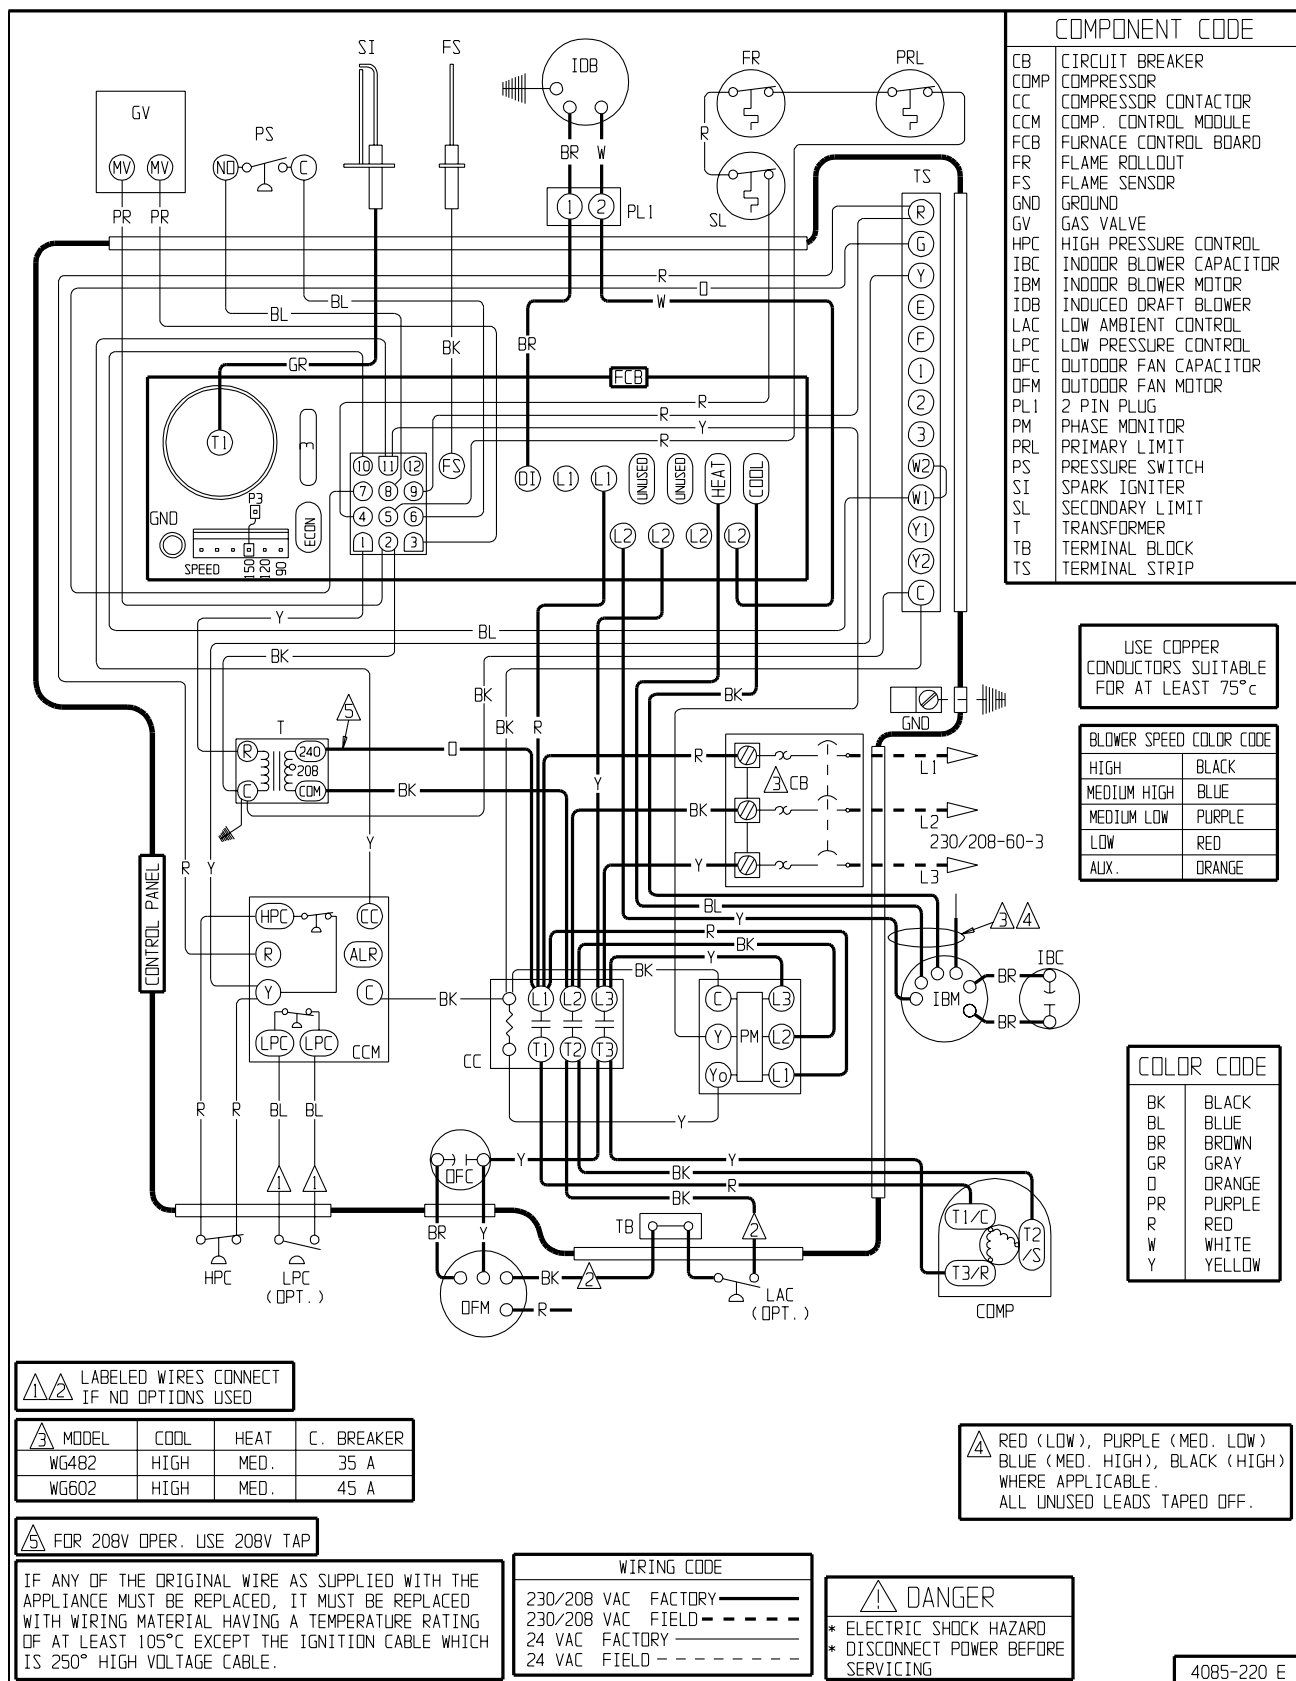 SI
FS
IDB
FR
PRL
GV
PS
MV
MV
NO
C
BR
W
R
PR
PR
1
2
PL1
SL
TS
R
G
Y
E
F
1
2
3
W2
W1
Y1
Y2
C
R
O
W
BL
BL
BR
BK
GR
FCB
R
R
Y
R
T1
3
10
11
12
7
8
9
4
5
6
1
2
3
FS
DI
L1
L1
UNUSED
UNUSED
HEAT
COOL
L2
L2
L2
L2
P3
GND
ECON
SPEED
150
120
90
Y
BL
BK
BK
BK
R
BK
GND
T
5
R
240
208
C
COM
O
BK
Y
R
BK
Y
3
CB
L1
L2
230/208-60-3
L3
R
Y
Y
CONTROL PANEL
HPC
CC
R
ALR
Y
C
LPC
LPC
CCM
BK
BL
Y
R
BK
Y
BK
3
4
IBC
BR
IBM
BR
L1
L2
L3
T1
T2
T3
CC
C
L3
Y
PM
L2
Yo
L1
Y
R
R
BL
BL
1
1
OFC
Y
Y
BK
R
BK
BR
Y
TB
2
T1/C
T2
/S
T3/R
COMP
HPC
LPC
(OPT.)
OFM
BK
2
R
LAC
(OPT.)
COMPONENT CODE
CB CIRCUIT BREAKER
COMP COMPRESSOR
CC COMPRESSOR CONTACTOR
CCM COMP. CONTROL MODULE
FCB FURNACE CONTROL BOARD
FR FLAME ROLLOUT
FS FLAME SENSOR
GND GROUND
GV GAS VALVE
HPC HIGH PRESSURE CONTROL
IBC INDOOR BLOWER CAPACITOR
IBM INDOOR BLOWER MOTOR
IDB INDUCED DRAFT BLOWER
LAC LOW AMBIENT CONTROL
LPC LOW PRESSURE CONTROL
OFC OUTDOOR FAN CAPACITOR
OFM OUTDOOR FAN MOTOR
PL1 2 PIN PLUG
PM PHASE MONITOR
PRL PRIMARY LIMIT
PS PRESSURE SWITCH
SI SPARK IGNITER
SL SECONDARY LIMIT
T TRANSFORMER
TB TERMINAL BLOCK
TS TERMINAL STRIP
USE COPPER
CONDUCTORS SUITABLE
FOR AT LEAST 75°c
BLOWER SPEED COLOR CODE
HIGH BLACK
MEDIUM HIGH BLUE
MEDIUM LOW PURPLE
LOW RED
AUX. ORANGE
COLOR CODE
BK BLACK
BL BLUE
BR BROWN
GR GRAY
O ORANGE
PR PURPLE
R RED
W WHITE
Y YELLOW
1 2 LABELED WIRES CONNECT
IF NO OPTIONS USED
3 MODEL COOL HEAT C. BREAKER
WG482 HIGH MED. 35 A
WG602 HIGH MED. 45 A
4 RED (LOW), PURPLE (MED. LOW)
BLUE (MED. HIGH), BLACK (HIGH)
WHERE APPLICABLE.
ALL UNUSED LEADS TAPED OFF.
5 FOR 208V OPER. USE 208V TAP
IF ANY OF THE ORIGINAL WIRE AS SUPPLIED WITH THE
APPLIANCE MUST BE REPLACED, IT MUST BE REPLACED
WITH WIRING MATERIAL HAVING A TEMPERATURE RATING
OF AT LEAST 105°C EXCEPT THE IGNITION CABLE WHICH
IS 250° HIGH VOLTAGE CABLE.
WIRING CODE
230/208 VAC FACTORY
230/208 VAC FIELD
24 VAC FACTORY
24 VAC FIELD
! DANGER
* ELECTRIC SHOCK HAZARD
* DISCONNECT POWER BEFORE
SERVICING
4085-220 E